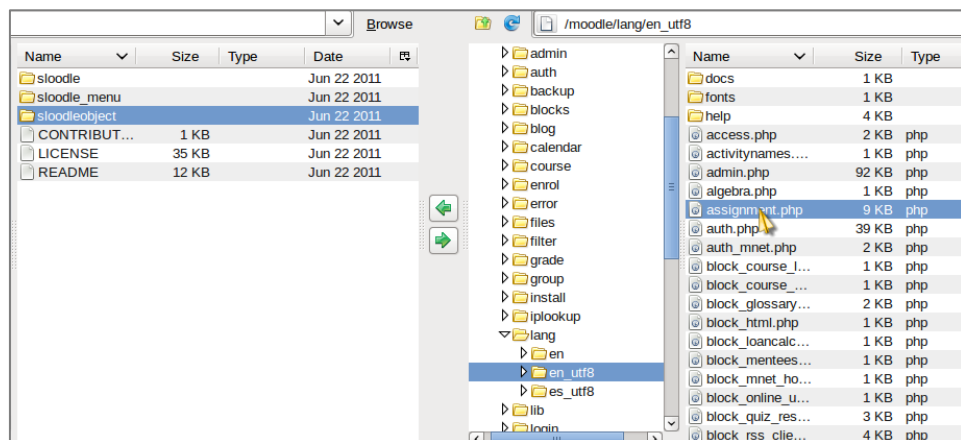 Browse
/moodle/lang/en_utf8
Name Size Type Date
sloodle Jun 22 2011
sloodle_menu Jun 22 2011
sloodleobject Jun 22 2011
CONTRIBUT... 1 KB Jun 22 2011
LICENSE 35 KB Jun 22 2011
README 12 KB Jun 22 2011
admin
auth
backup
blocks
blog
calendar
course
enrol
error
files
filter
grade
group
install
iplookup
lang
en
en_utf8
es_utf8
lib
login
Name Size Type
docs 1 KB
fonts 1 KB
help 4 KB
access.php 2 KB php
activitynames.... 1 KB php
admin.php 92 KB php
algebra.php 1 KB php
assignment.php 9 KB php
auth.php 39 KB php
auth_mnet.php 2 KB php
block_course_l... 1 KB php
block_course_... 1 KB php
block_glossary... 2 KB php
block_html.php 1 KB php
block_loancalc... 1 KB php
block_mentees... 1 KB php
block_mnet_ho... 1 KB php
block_online_u... 1 KB php
block_quiz_res... 3 KB php
block_rss_clie... 4 KB php